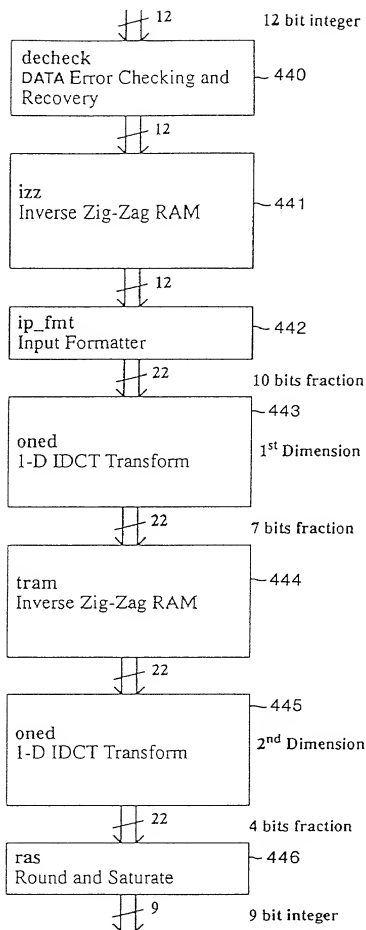 12
12 bit integer
decheck
DATA Error Checking and
Recovery
440
12
izz
Inverse Zig-Zag RAM
441
12
ip_fmt
Input Formatter
442
22
10 bits fraction
443
oned
1-D IDCT Transform
1st Dimension
22
7 bits fraction
tram
Inverse Zig-Zag RAM
444
22
445
oned
1-D IDCT Transform
2nd Dimension
22
4 bits fraction
ras
Round and Saturate
446
9
9 bit integer